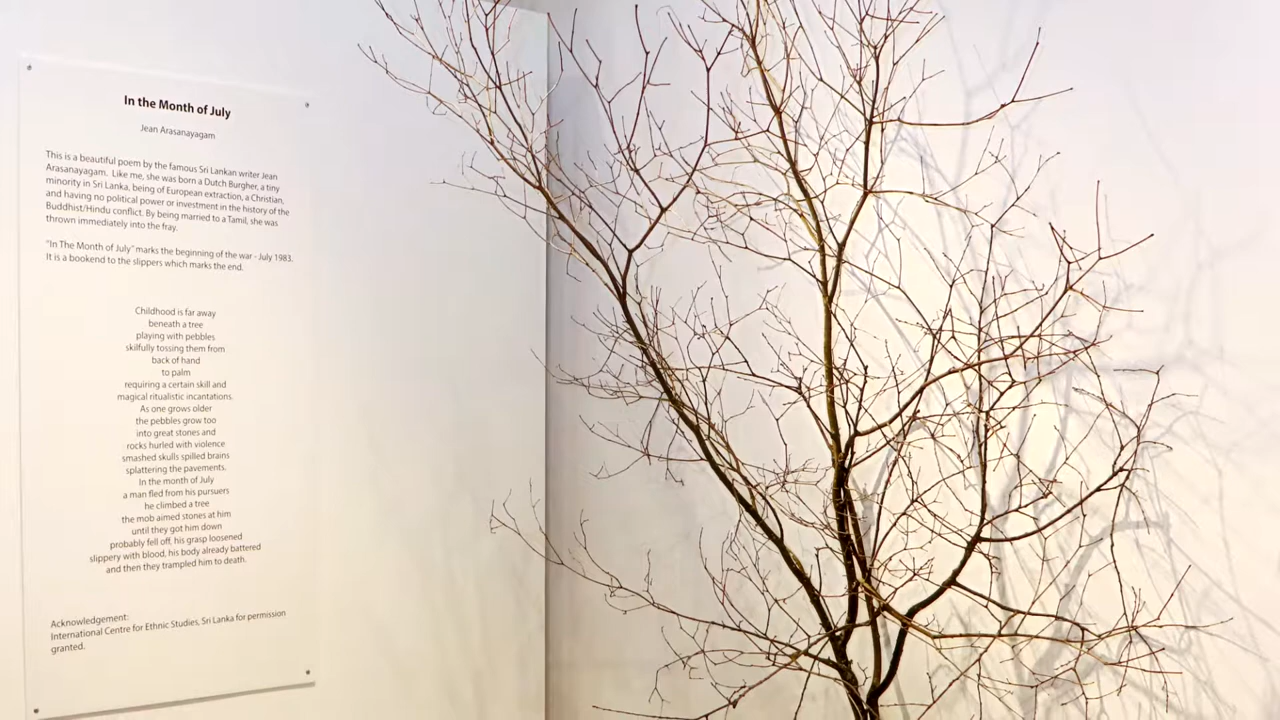 In the Month of July
Jean Arasanayagam
This is a beautiful poem by the famous Sri Lankan writer Jean
Arasanayagam. Like me, she was born a Dutch Burgher, a tiny
minority in Sri Lanka, being of European extraction, a Christian,
and having no political power or investment in the history of the
Buddhist/Hindu conflict. By being married to a Tamil, she was
thrown immediately into the fray.
"In The Month of July" marks the beginning of the war - July 1983.
It is a bookend to the slippers which marks the end.
Childhood is far away
beneath a tree
playing with pebbles
skilfully tossing them from
back of hand
to palm
requiring a certain skill and
magical ritualistic incantations.
As one grows older
the pebbles grow too
into great stones and
rocks hurled with violence
smashed skulls spilled brains
splattering the pavements.
In the month of July
a man fled from his pursuers
he climbed a tree
the mob aimed stones at him
until they got him down
probably fell off, his grasp loosened
slippery with blood, his body already battered
and then they trampled him to death.
Acknowledgement:
International Centre for Ethnic Studies, Sri Lanka for permission
granted.